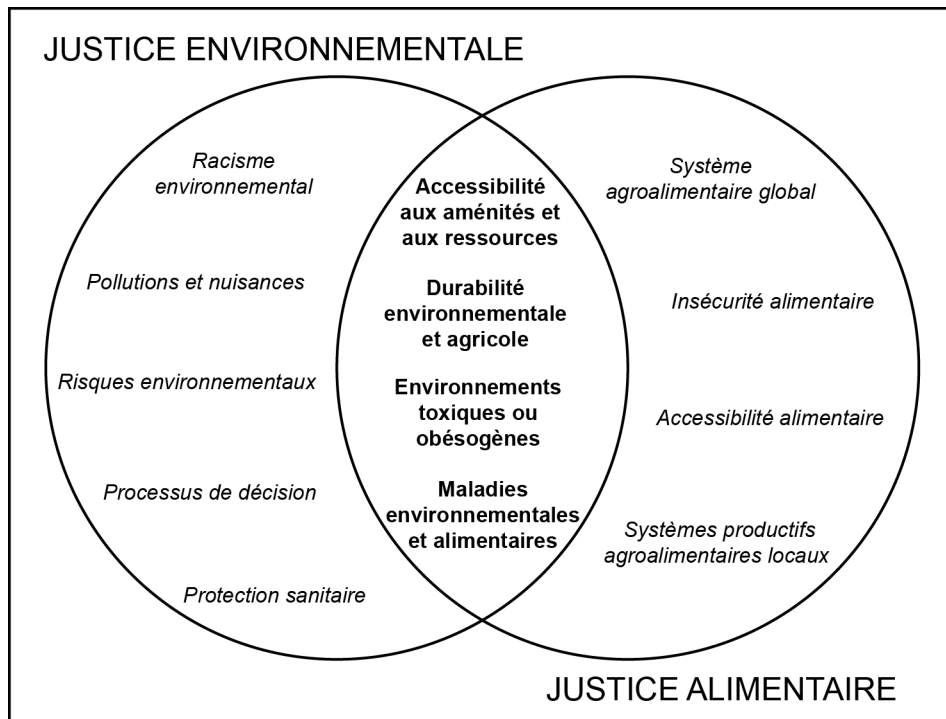 JUSTICE ENVIRONNEMENTALE
Racisme
environnemental
Pollutions et nuisances
Risques environnementaux
Processus de décision
Protection sanitaire
Accessibilité
aux aménités et
aux ressources
Durabilité
environnementale
et agricole
Environnements
toxiques ou
obésogènes
Maladies
environnementales
et alimentaires
Système
agroalimentaire global
Insécurité alimentaire
Accessibilité alimentaire
Systèmes productifs
agroalimentaires locaux
JUSTICE ALIMENTAIRE